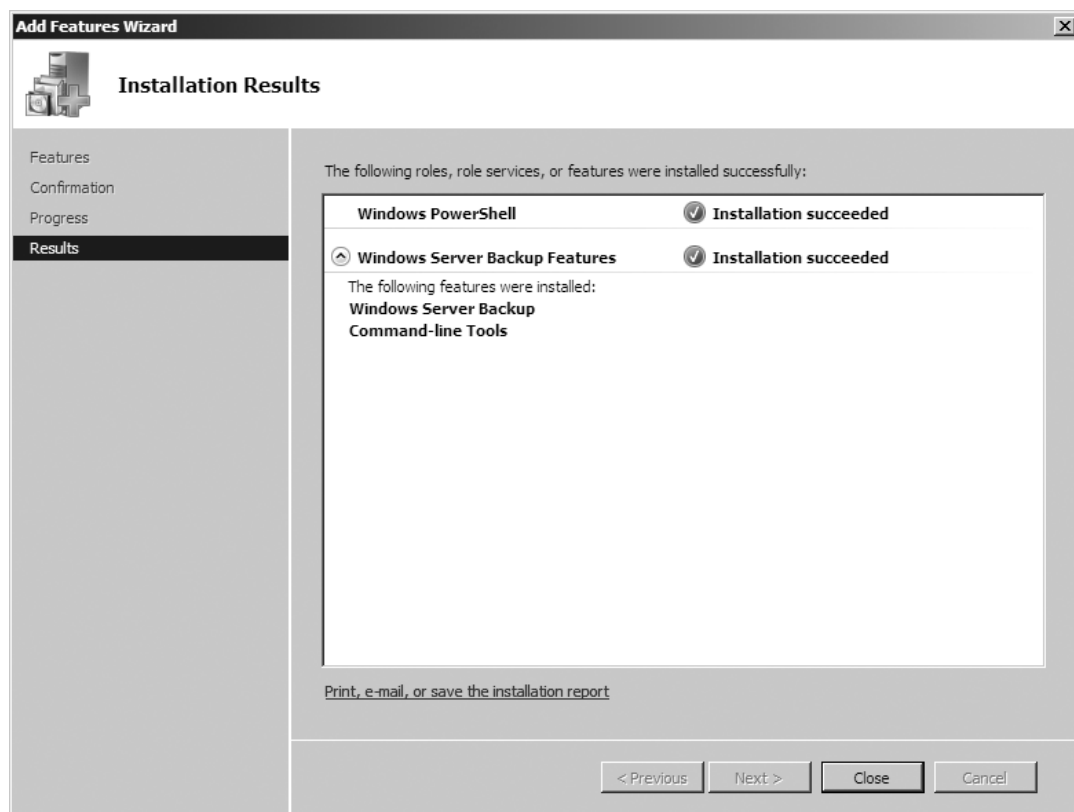 Add Features Wizard
Installation Results
Features
Confirmation
Progress
Results
The following roles, role services, or features were installed successfully:
Windows PowerShell Installation succeeded
Windows Server Backup Features Installation succeeded
The following features were installed:
Windows Server Backup
Command-line Tools
Print, e-mail, or save the installation report
< Previous Next > Close Cancel